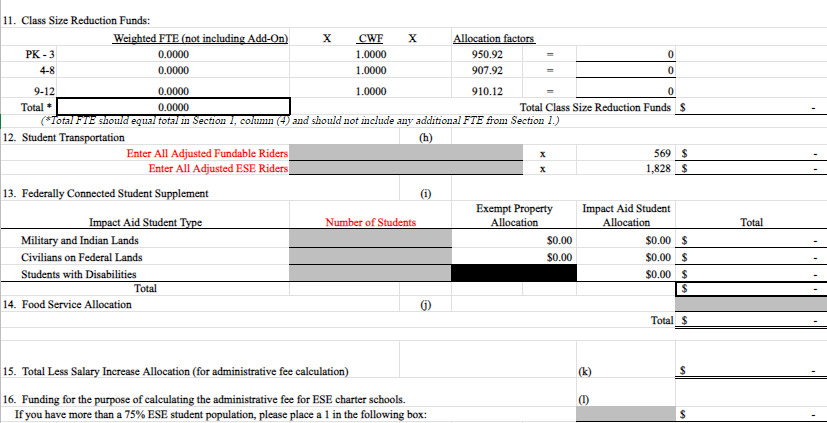 11. Class Size Reduction Funds:
Weighted FTE (not including Add-On) X CWF X Allocation factors
PK - 3 0.0000 1.0000 950.92 = 0
4-8 0.0000 1.0000 907.92 = 0
9-12 0.0000 1.0000 910.12 = 0
Total * 0.0000 Total Class Size Reduction Funds $ -
(*Total FTE should equal total in Section 1, column (4) and should not include any additional FTE from Section 1.)
12. Student Transportation (h)
Enter All Adjusted Fundable Riders x 569 $ -
Enter All Adjusted ESE Riders x 1,828 $ -
13. Federally Connected Student Supplement (i)
Exempt Property Impact Aid Student
Impact Aid Student Type Number of Students Allocation Allocation Total
Military and Indian Lands $0.00 $0.00 $ -
Civilians on Federal Lands $0.00 $0.00 $ -
Students with Disabilities $0.00 $ -
Total $ -
14. Food Service Allocation (j)
Total $ -
15. Total Less Salary Increase Allocation (for administrative fee calculation) (k) $ -
16. Funding for the purpose of calculating the administrative fee for ESE charter schools. (l)
If you have more than a 75% ESE student population, please place a 1 in the following box: $ -